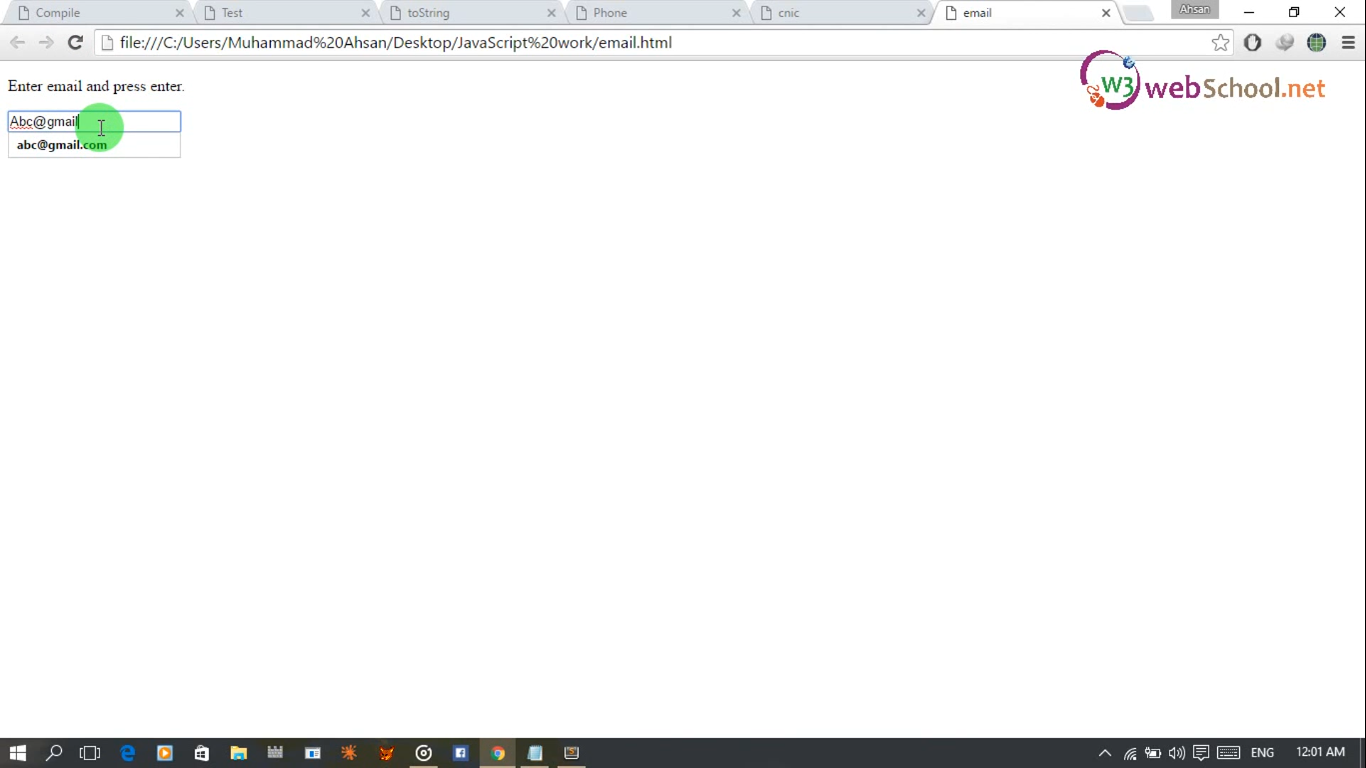 Compile
Test
toString
Phone
cnic
email
Ahsan
file:///C:/Users/Muhammad%20Ahsan/Desktop/JavaScript%20work/email.html
W3 webSchool.net
Enter email and press enter.
Abc@gmail
abc@gmail.com
ENG
12:01 AM